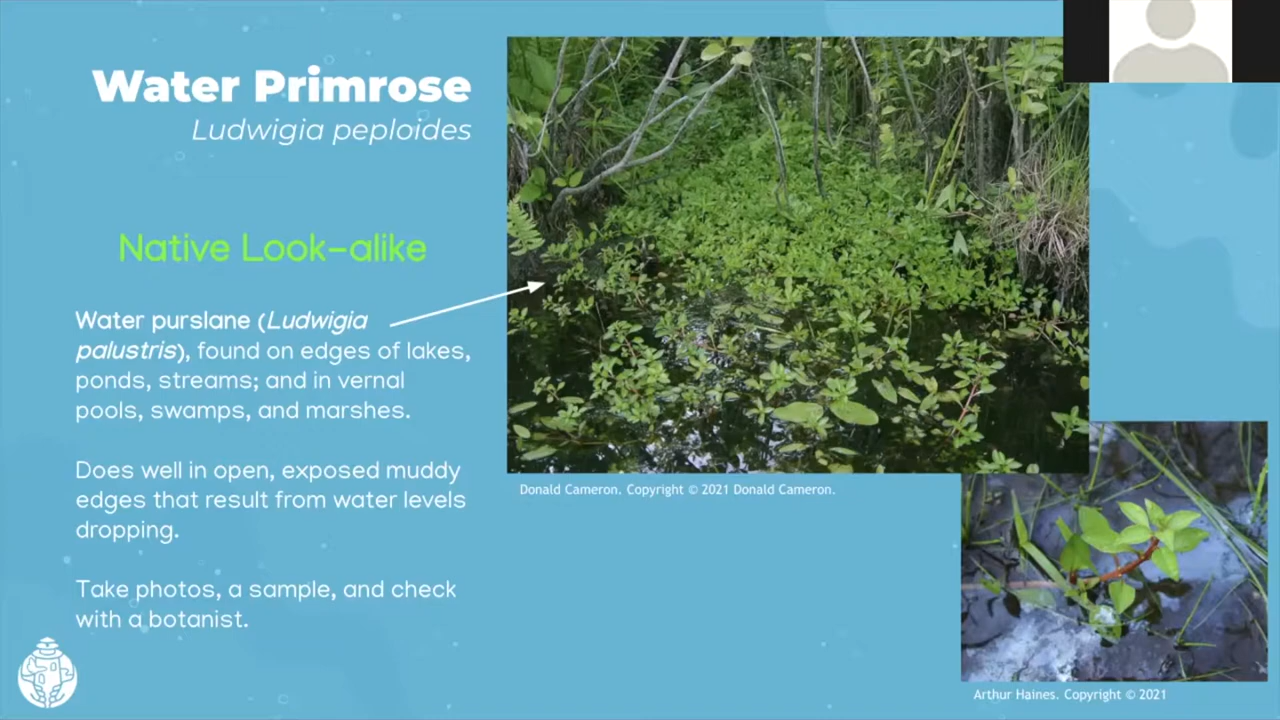 Water Primrose
Ludwigia peploides
Native Look-alike
Water purslane (Ludwigia
palustris), found on edges of lakes,
ponds, streams; and in vernal
pools, swamps, and marshes.
Does well in open, exposed muddy
edges that result from water levels
dropping.
Take photos, a sample, and check
with a botanist.
Donald Cameron. Copyright © 2021 Donald Cameron.
Arthur Haines. Copyright © 2021